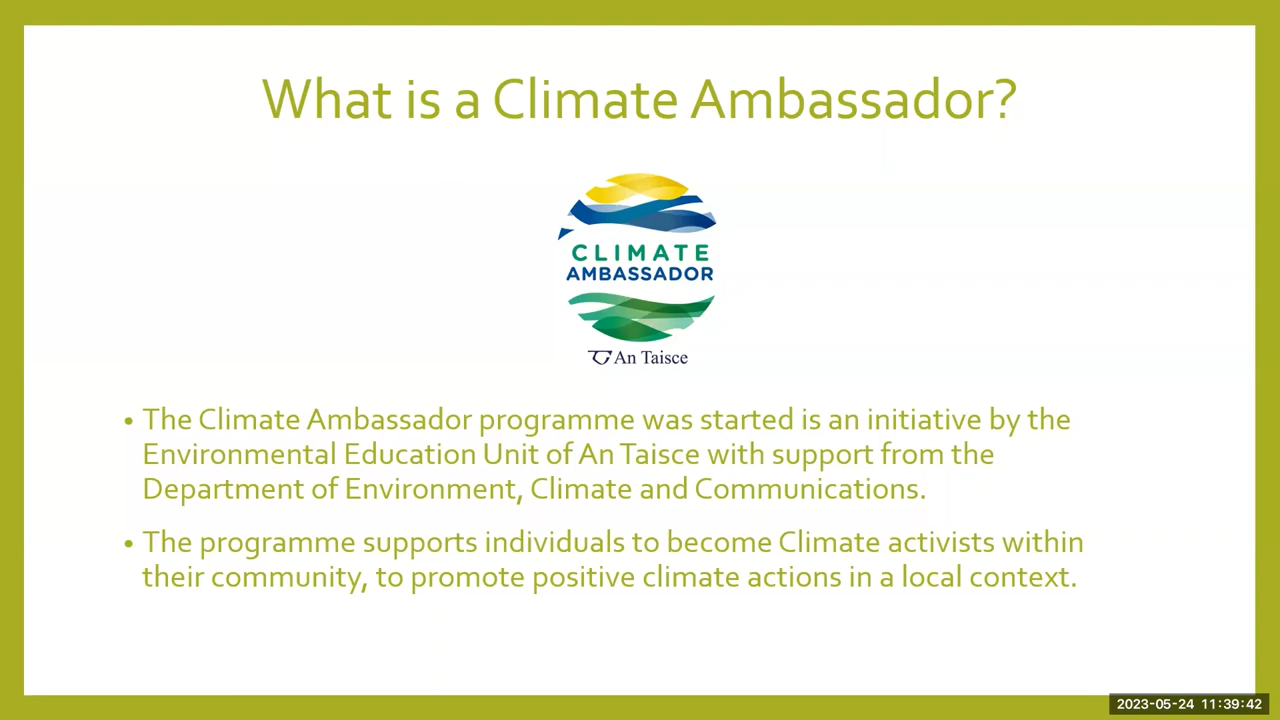 What is a Climate Ambassador?
CLIMATE
AMBASSADOR
An Taisce
• The Climate Ambassador programme was started is an initiative by the
Environmental Education Unit of An Taisce with support from the
Department of Environment, Climate and Communications.
• The programme supports individuals to become Climate activists within
their community, to promote positive climate actions in a local context.
2023-05-24 11:39:42